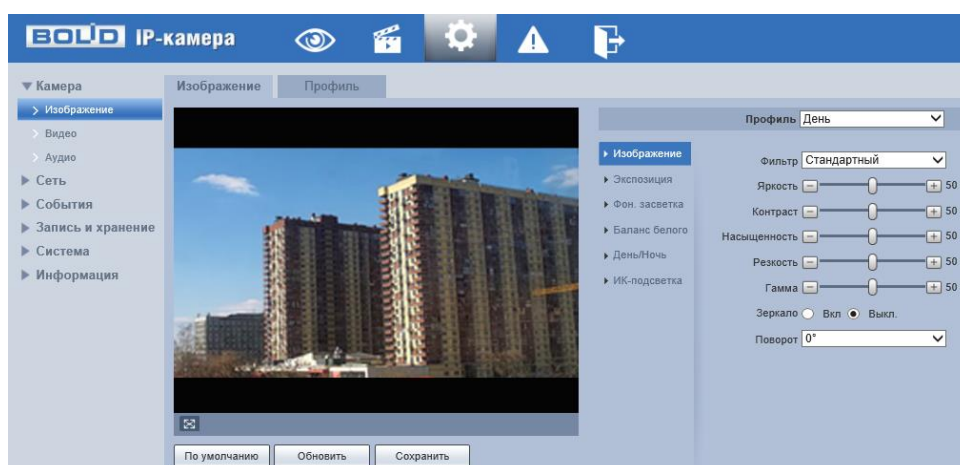 BOLID IP-камера
Камера
Изображение
Видео
Аудио
Сеть
События
Запись и хранение
Система
Информация
Изображение Профиль
По умолчанию Обновить Сохранить
Изображение
Экспозиция
Фон. засветка
Баланс белого
День/Ночь
ИК-подсветка
Профиль День
Фильтр Стандартный
Яркость 50
Контраст 50
Насыщенность 50
Резкость 50
Гамма 50
Зеркало Вкл Выкл.
Поворот 0°